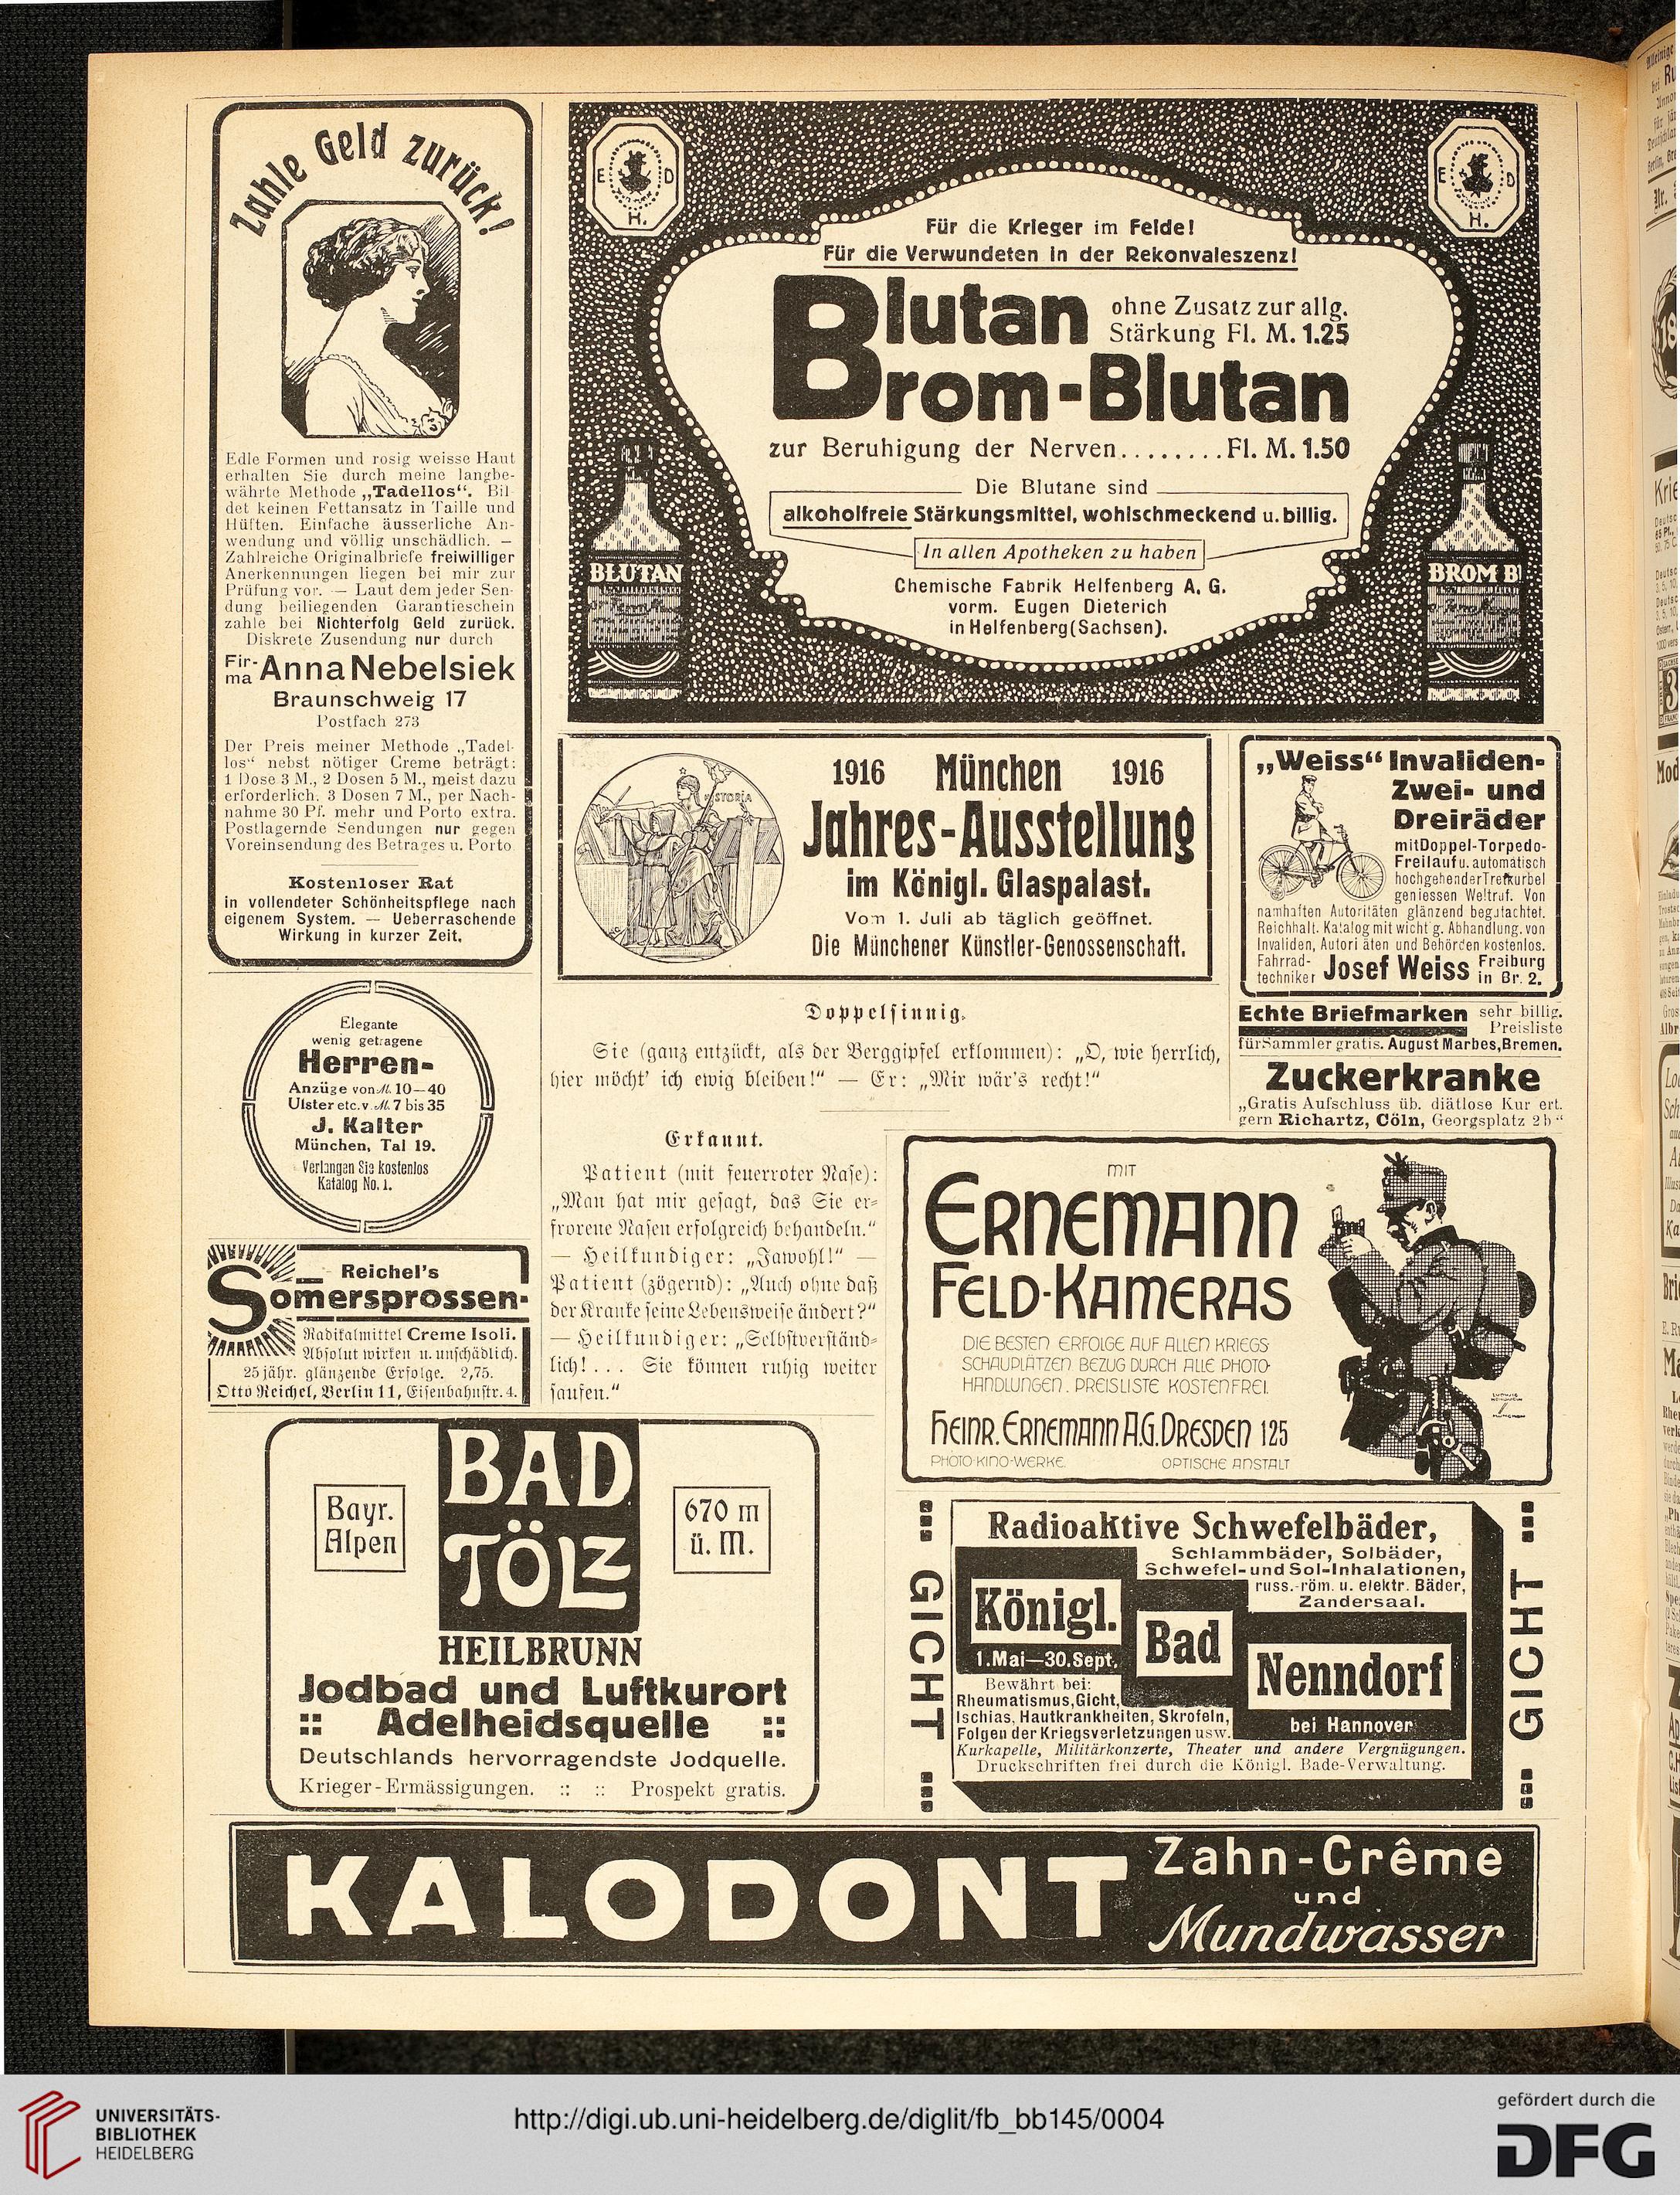 Zahle Geld zurück!
Edle Formen und rosig weisse Haut
erhalten Sie durch meine langbe-
währte Methode „Tadellos“. Bil-
det keinen Fettansatz in Taille und
Hüften. Einfache äusserliche An-
wendung und völlig unschädlich. —
Zahlreiche Originalbriefe freiwilliger
Anerkennungen liegen bei mir zur
Prüfung vor. — Laut dem jeder Sen-
dung beiliegenden Garantieschein
zahle bei Nichterfolg Geld zurück.
Diskrete Zusendung nur durch
Fir-
ma Anna Nebelsiek
Braunschweig 17
Postfach 273
Der Preis meiner Methode „Tadel-
los“ nebst nötiger Creme beträgt:
1 Dose 3 M., 2 Dosen 5 M., meist dazu
erforderlich. 3 Dosen 7 M., per Nach-
nahme 30 Pf. mehr und Porto extra.
Postlagernde Sendungen nur gegen
Voreinsendung des Betrages u. Porto
Kostenloser Rat
in vollendeter Schönheitspflege nach
eigenem System. — Ueberraschende
Wirkung in kurzer Zeit.
Elegante
wenig getragene
Herren-
Anzüge von M. 10—40
Ulster etc. v. M. 7 bis 35
J. Kalter
München, Tal 19.
Verlangen Sie kostenlos
Katalog No. 1.
Reichel's
Somersprossen-
Radikalmittel Creme Isoli.
Absolut wirken u. unschädlich.
25jähr. glänzende Erfolge. 2,75.
Otto Reichel, Berlin 11, Eisenbahnstr. 4.
E D
H.
E D
H.
Für die Krieger im Felde!
Für die Verwundeten in der Rekonvaleszenz!
Blutan ohne Zusatz zur allg.
Stärkung Fl. M. 1.25
Brom-Blutan
zur Beruhigung der Nerven........Fl. M. 1.50
Die Blutane sind
alkoholfreie Stärkungsmittel, wohlschmeckend u. billig.
In allen Apotheken zu haben
Chemische Fabrik Helfenberg A. G.
vorm. Eugen Dieterich
in Helfenberg (Sachsen).
BLUTAN
BROM B
1916 München 1916
Jahres-Ausstellung
im Königl. Glaspalast.
Vom 1. Juli ab täglich geöffnet.
Die Münchener Künstler-Genossenschaft.
„Weiss“ Invaliden-
Zwei- und
Dreiräder
mit Doppel-Torpedo-
Freilauf u. automatisch
hochgehender Tretkurbel
geniessen Weltruf. Von
namhaften Autoritäten glänzend begutachtet.
Reichhalt. Katalog mit wichtig. Abhandlung. von
Invaliden, Autoritäten und Behörden kostenlos.
Fahrrad-
techniker Josef Weiss Freiburg
in Br. 2.
Echte Briefmarken sehr billig.
Preisliste
für Sammler gratis. August Marbes, Bremen.
Zuckerkranke
„Gratis Aufschluss üb. diätlose Kur ert.
gern Richartz, Cöln, Georgsplatz 2b“
Doppelsinnig.
Sie (ganz entzückt, als der Berggipfel erklommen): „O, wie herrlich,
hier möcht' ich ewig bleiben!“ — Er: „Mir wär's recht!“
Erkannt.
Patient (mit feuerroter Nase):
„Man hat mir gesagt, das Sie er-
frorene Nasen erfolgreich behandeln.“
— Heilkundiger: „Jawohl!“ —
Patient (zögernd): „Auch ohne daß
der Kranke seine Lebensweise ändert?“
— Heilkundiger: „Selbstverständ-
lich! ... Sie können ruhig weiter
saufen.“
MIT
ERNEMANN
FELD-KAMERAS
DIE BESTEN ERFOLGE AUF ALLEN KRIEGS-
SCHAUPLÄTZEN. BEZUG DURCH ALLE PHOTO-
HANDLUNGEN. PREISLISTE KOSTENFREI.
HEINR. ERNEMANN A.G. DRESDEN 125
PHOTO-KINO-WERKE OPTISCHE ANSTALT
Bayr.
Alpen
BAD
TÖLZ
670 m
ü. M.
HEILBRUNN
Jodbad und Luftkurort
:: Adelheidsquelle ::
Deutschlands hervorragendste Jodquelle.
Krieger-Ermässigungen. :: :: Prospekt gratis.
GICHT
Radioaktive Schwefelbäder,
Schlammbäder, Solbäder,
Schwefel- und Sol-Inhalationen,
russ.-röm. u. elektr. Bäder,
Zandersaal.
Königl.
Bad
Nenndorf
1. Mai—30. Sept.
bei Hannover
Bewährt bei:
Rheumatismus, Gicht,
Ischias, Hautkrankheiten, Skrofeln,
Folgen der Kriegsverletzungen usw.
Kurkapelle, Militärkonzerte, Theater und andere Vergnügungen.
Druckschriften frei durch die Königl. Bade-Verwaltung.
GICHT
KALODONT Zahn-Crême
und
Mundwasser
UNIVERSITÄTS-
BIBLIOTHEK
HEIDELBERG
http://digi.ub.uni-heidelberg.de/diglit/fb_bb145/0004
gefördert durch die
DFG